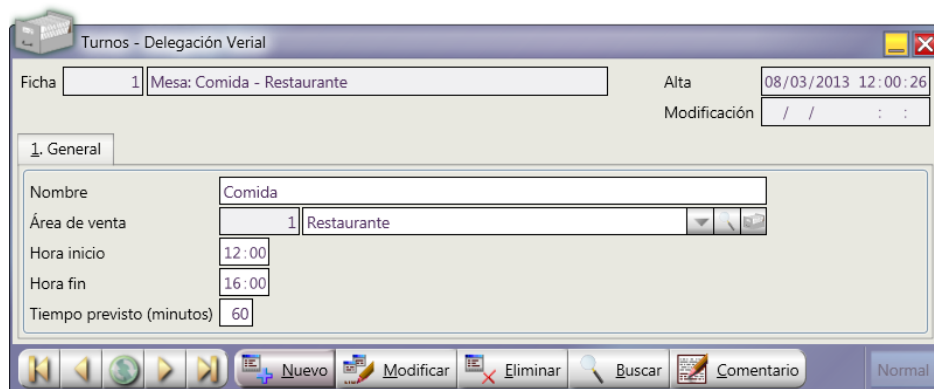 Turnos - Delegación Verial
Ficha 1 Mesa: Comida - Restaurante Alta 08/03/2013 12:00:26
Modificación / / : :
1. General
Nombre Comida
Área de venta 1 Restaurante
Hora inicio 12:00
Hora fin 16:00
Tiempo previsto (minutos) 60
Nuevo Modificar Eliminar Buscar Comentario Normal